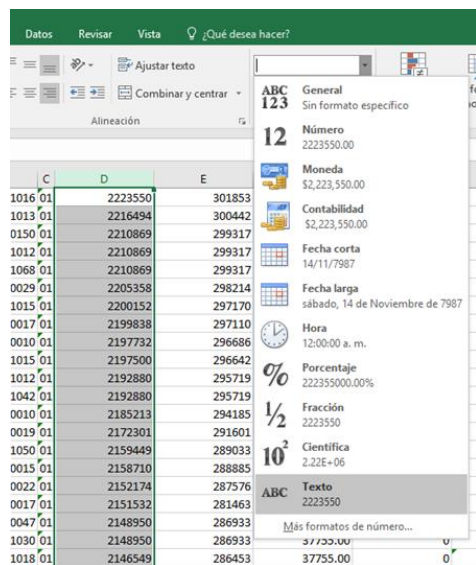 Datos Revisar Vista ¿Qué desea hacer?
Ajustar texto
Combinar y centrar
Alineación
ABC 123 General
Sin formato específico
12 Número
2223550.00
Moneda
$2,223,550.00
Contabilidad
$2,223,550.00
Fecha corta
14/11/7987
Fecha larga
sábado, 14 de Noviembre de 7987
Hora
12:00:00 a. m.
% Porcentaje
222355000.00%
1/2 Fracción
2223550
10² Científica
2.22E+06
ABC Texto
2223550
Más formatos de número...
C D E
1016 01 2223550 301853
1013 01 2216494 300442
0150 01 2210869 299317
1012 01 2210869 299317
1068 01 2210869 299317
0029 01 2205358 298214
1015 01 2200152 297170
0017 01 2199838 297110
0010 01 2197732 296686
1015 01 2197500 296642
1012 01 2192880 295719
1042 01 2192880 295719
0010 01 2185213 294185
0019 01 2172301 291601
1050 01 2159449 289033
0015 01 2158710 288885
0022 01 2152174 287576
0017 01 2151532 281463
0047 01 2148950 286933
1030 01 2148950 286933 37755.00 0
1018 01 2146549 286453 37755.00 0